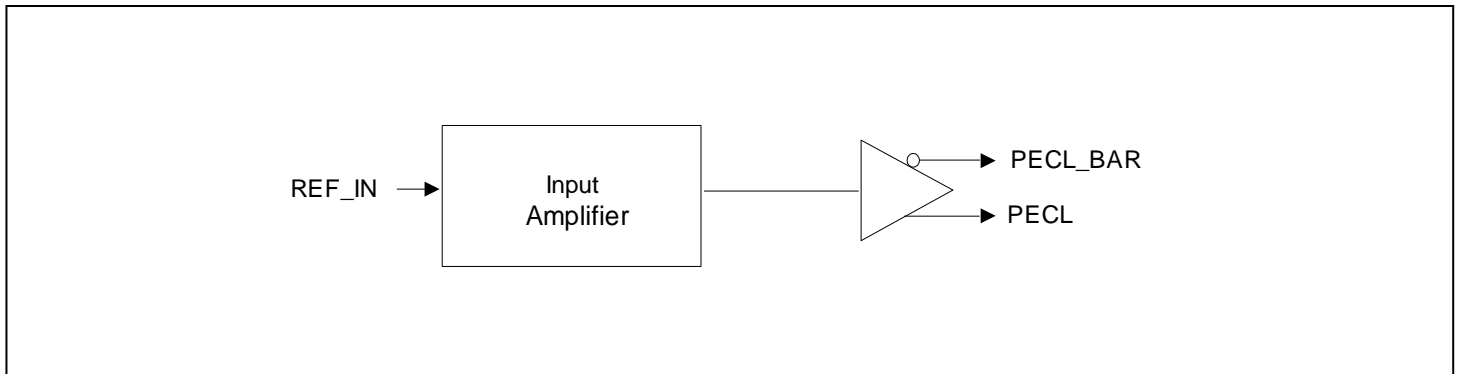 REF_IN
Input
Amplifier
PECL_BAR
PECL